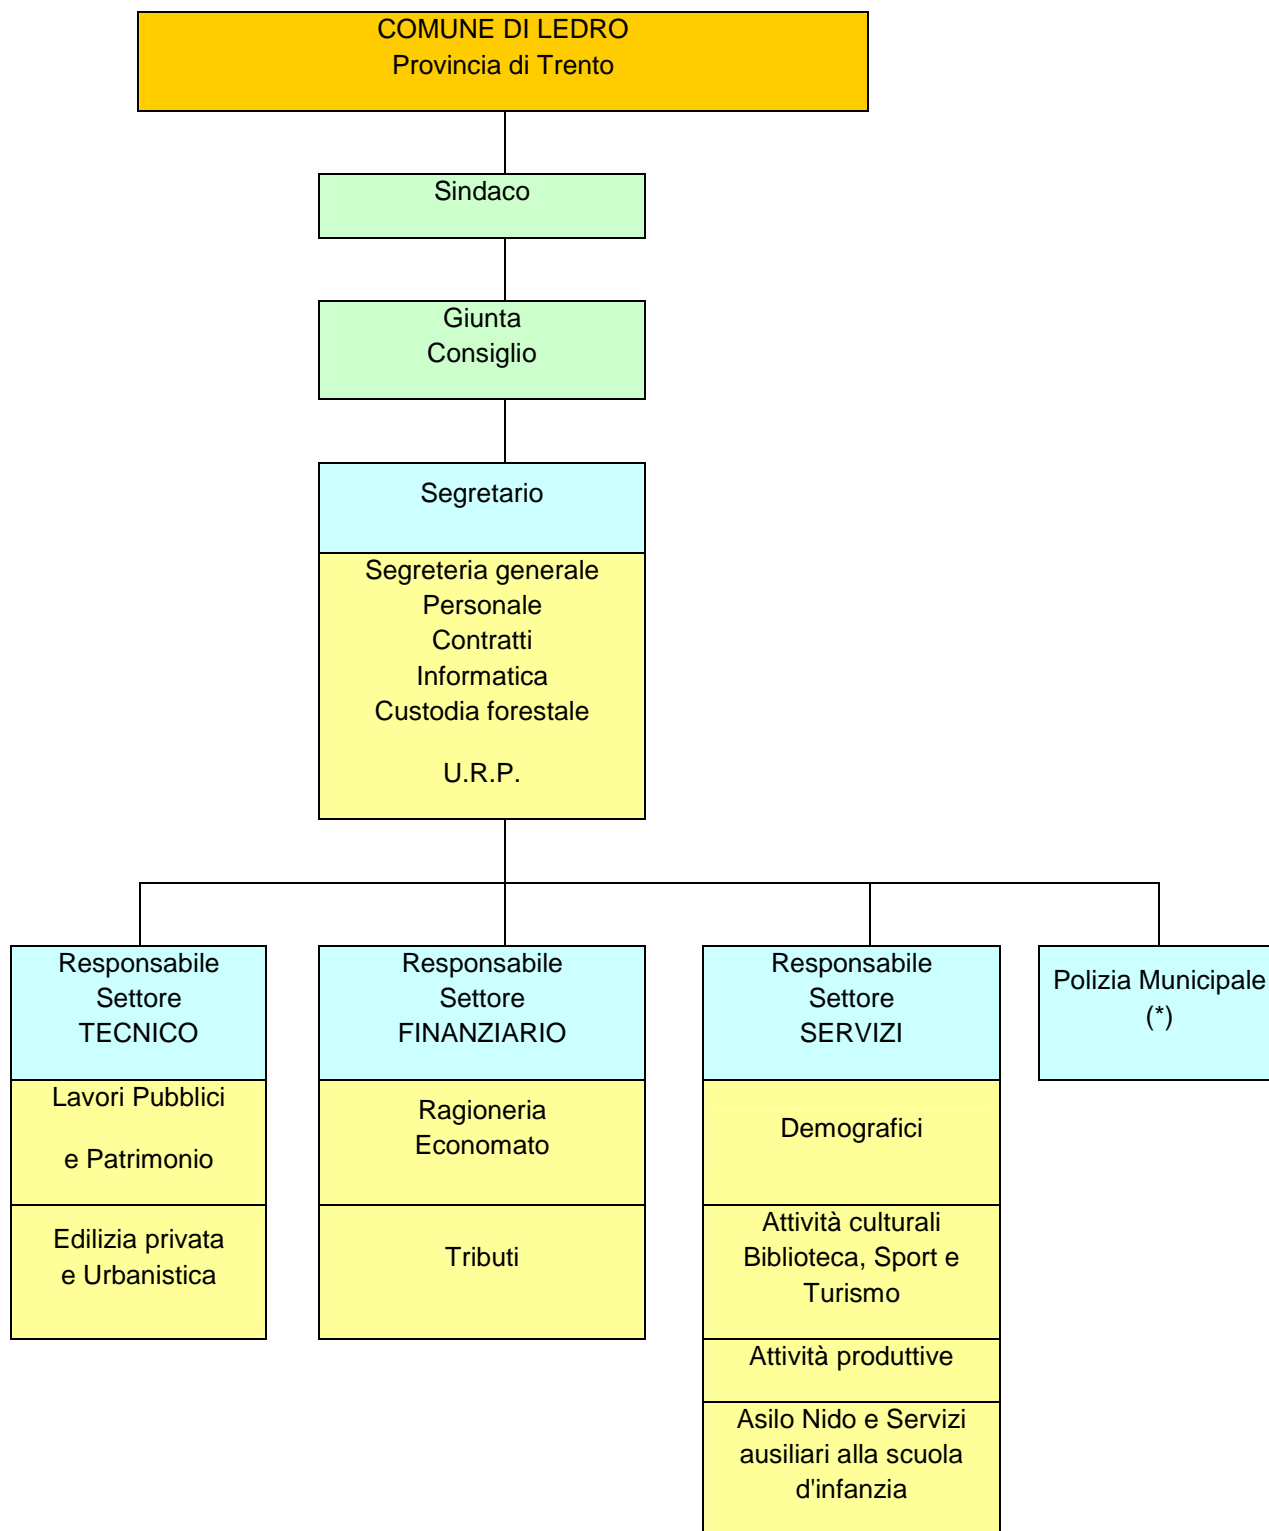 COMUNE DI LEDRO
Provincia di Trento
Sindaco
Giunta
Consiglio
Segretario
Segreteria generale
Personale
Contratti
Informatica
Custodia forestale
U.R.P.
Responsabile
Settore
TECNICO
Lavori Pubblici
e Patrimonio
Edilizia privata
e Urbanistica
Responsabile
Settore
FINANZIARIO
Ragioneria
Economato
Tributi
Responsabile
Settore
SERVIZI
Demografici
Attività culturali
Biblioteca, Sport e
Turismo
Attività produttive
Asilo Nido e Servizi
ausiliari alla scuola
d'infanzia
Polizia Municipale
(*)